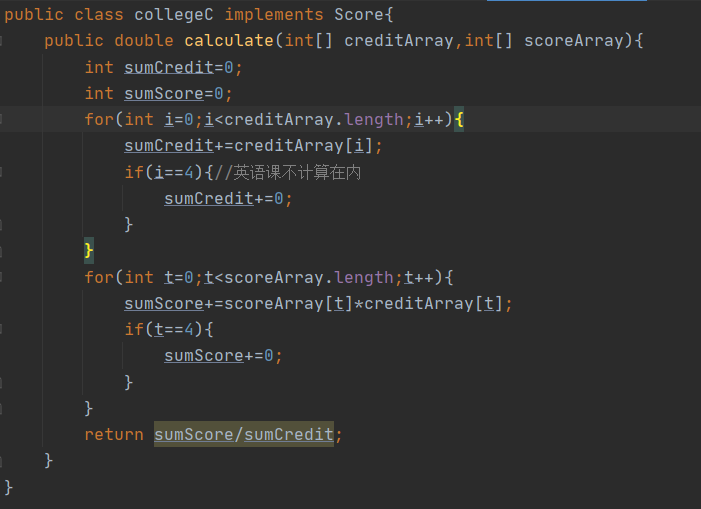 public class collegeC implements Score{
public double calculate(int[] creditArray,int[] scoreArray){
int sumCredit=0;
int sumScore=0;
for(int i=0;i<creditArray.length;i++){
sumCredit+=creditArray[i];
if(i==4){//英语课不计算在内
sumCredit+=0;
}
}
for(int t=0;t<scoreArray.length;t++){
sumScore+=scoreArray[t]*creditArray[t];
if(t==4){
sumScore+=0;
}
}
return sumScore/sumCredit;
}
}